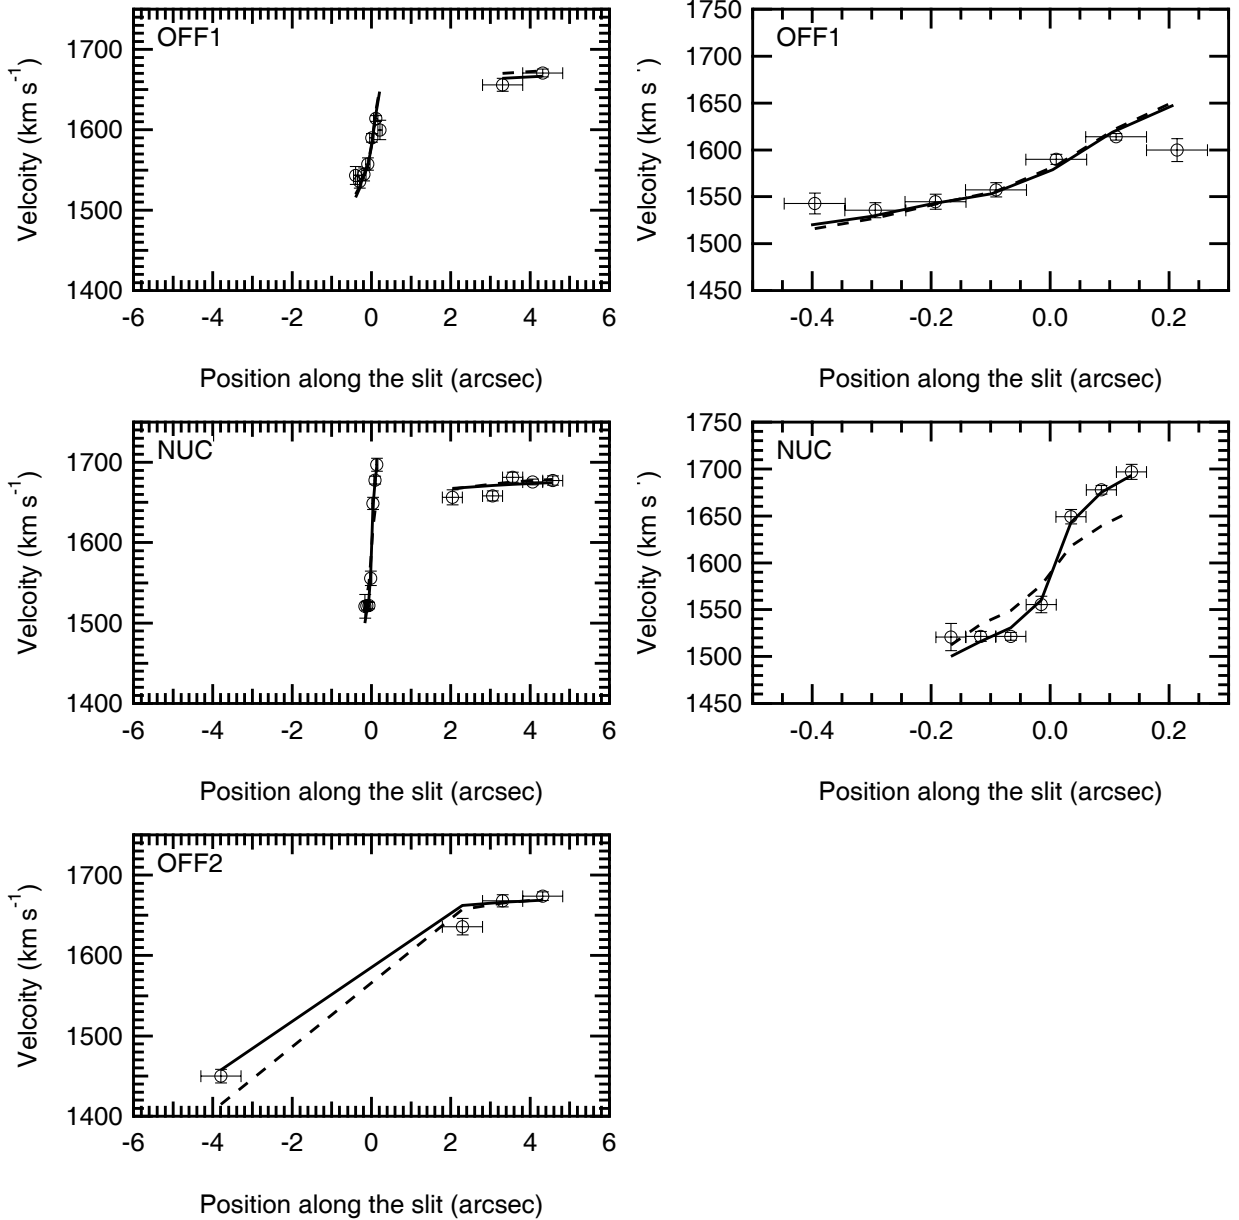 OFF1
Velcoity (km s-1)
1700
1600
1500
1400
-6 -4 -2 0 2 4 6
Position along the slit (arcsec)
OFF1
Velcoity (km s
1750
1700
1650
1600
1550
1500
1450
-0.4 -0.2 0.0 0.2
Position along the slit (arcsec)
NUC
Velcoity (km s-1)
1700
1600
1500
1400
-6 -4 -2 0 2 4 6
Position along the slit (arcsec)
NUC
Velcoity (km s
1750
1700
1650
1600
1550
1500
1450
-0.4 -0.2 0.0 0.2
Position along the slit (arcsec)
OFF2
Velcoity (km s-1)
1700
1600
1500
1400
-6 -4 -2 0 2 4 6
Position along the slit (arcsec)